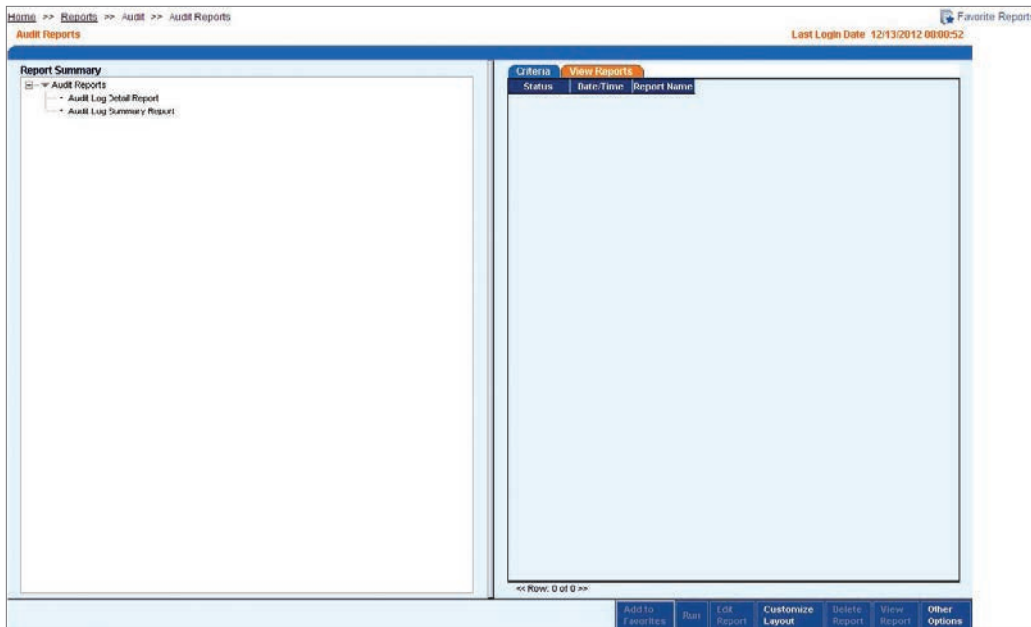 Home >> Reports >> Audit >> Audit Reports
Favorite Report
Audit Reports
Last Login Date 12/13/2012 00:00:52
Report Summary
Audit Reports
Audit Log Detail Report
Audit Log Summary Report
Criteria
View Reports
Status Date/Time Report Name
<< Row: 0 of 0 >>
Add to Favorites
Run
Edit Report
Customize Layout
Delete Report
View Report
Other Options